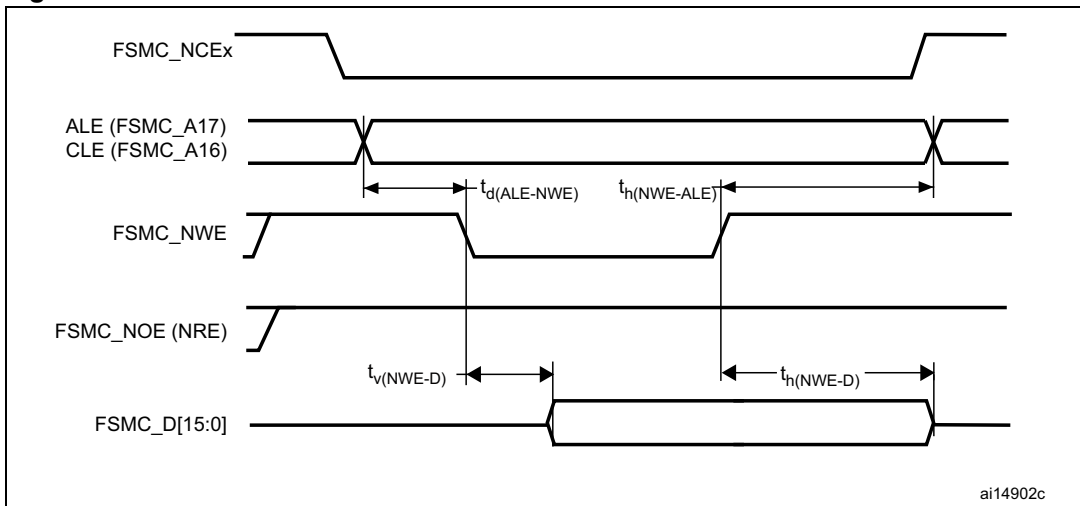 FSMC_NCEx
ALE (FSMC_A17)
CLE (FSMC_A16)
td(ALE-NWE)
th(NWE-ALE)
FSMC_NWE
FSMC_NOE (NRE)
tv(NWE-D)
th(NWE-D)
FSMC_D[15:0]
ai14902c